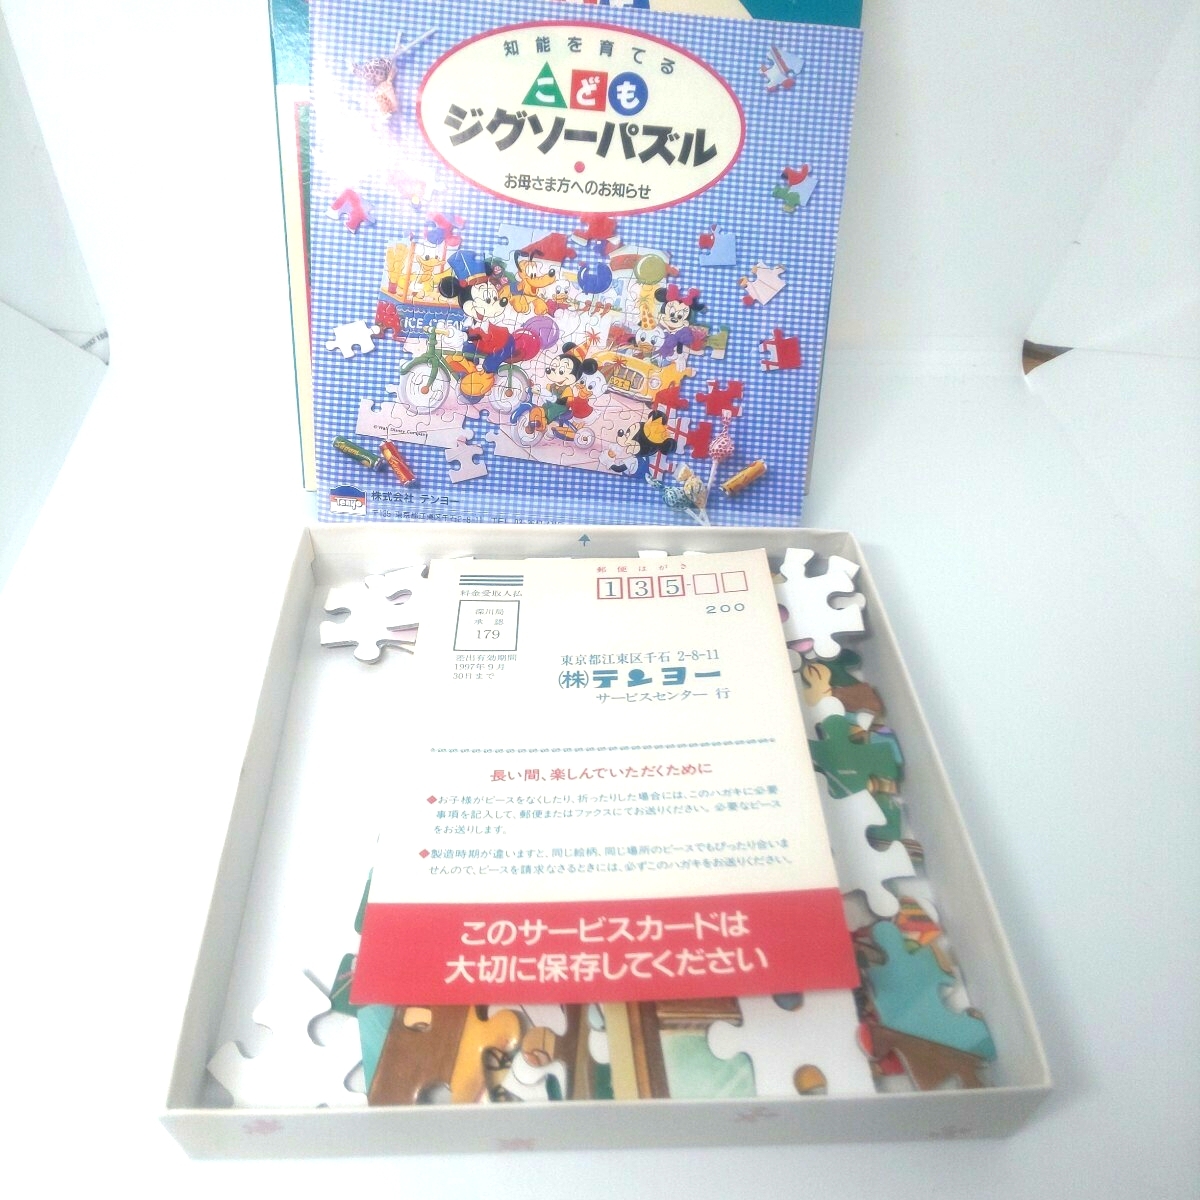 知能を育てる
こども
ジグソーパズル
お母さま方へのお知らせ
ICE CREAM
© Walt Disney Company
Tenyo
株式会社 テンヨー
郵便はがき
135-
200
料金受取人払
深川局
承認
179
差出有効期間
1997年9月
30日まで
東京都江東区千石 2-8-11
(株)テンヨー
サービスセンター 行
長い間、楽しんでいただくために
◆お子様がピースをなくしたり、折ったりした場合には、このハガキに必要
事項を記入して、郵便またはファクスにてお送りください。必要なピース
をお送りします。
◆製造時期が違いますと、同じ絵柄、同じ場所のピースでもぴったり合いま
せんので、ピースを請求なさるときには、必ずこのハガキをお送りください。
このサービスカードは
大切に保存してください